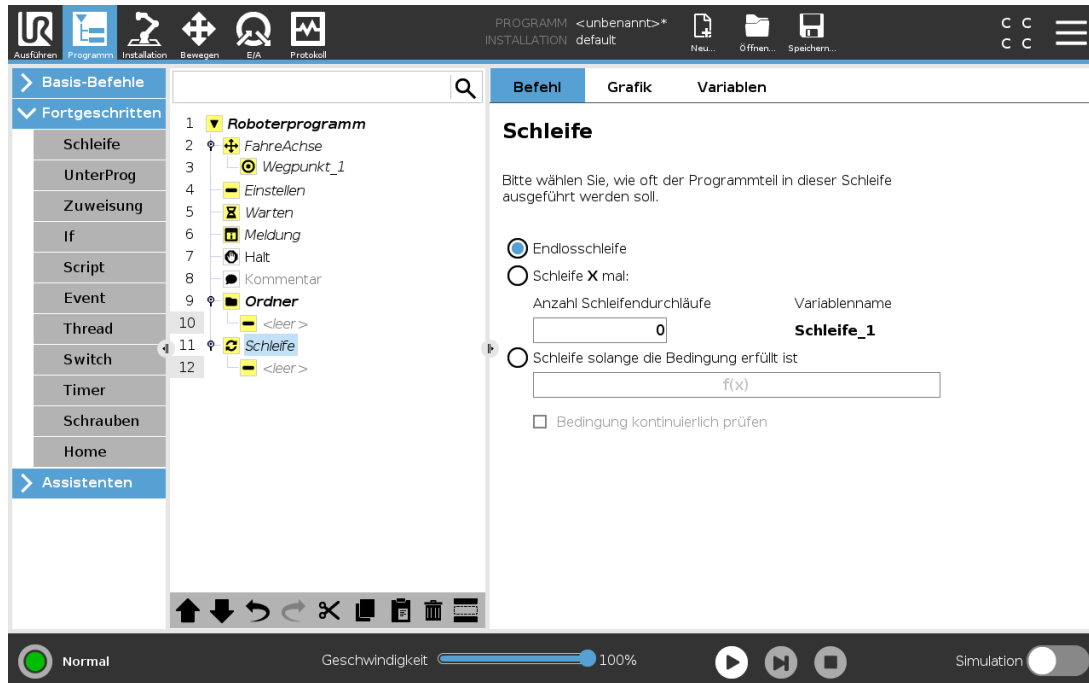 PROGRAMM <unbenannt>*
INSTALLATION default
UR
Ausführen
Programm
Installation
Bewegen
E/A
Protokoll
Neu...
Öffnen...
Speichern...
C C
C C
Basis-Befehle
Fortgeschritten
Schleife
UnterProg
Zuweisung
If
Script
Event
Thread
Switch
Timer
Schrauben
Home
Assistenten
1 Roboterprogramm
2 FahreAchse
3 Wegpunkt_1
4 Einstellen
5 Warten
6 Meldung
7 Halt
8 Kommentar
9 Ordner
10 <leer>
11 Schleife
12 <leer>
Befehl Grafik Variablen
Schleife
Bitte wählen Sie, wie oft der Programmteil in dieser Schleife
ausgeführt werden soll.
Endlosschleife
Schleife X mal:
Anzahl Schleifendurchläufe Variablenname
0 Schleife_1
Schleife solange die Bedingung erfüllt ist
f(x)
Bedingung kontinuierlich prüfen
Normal
Geschwindigkeit 100%
Simulation